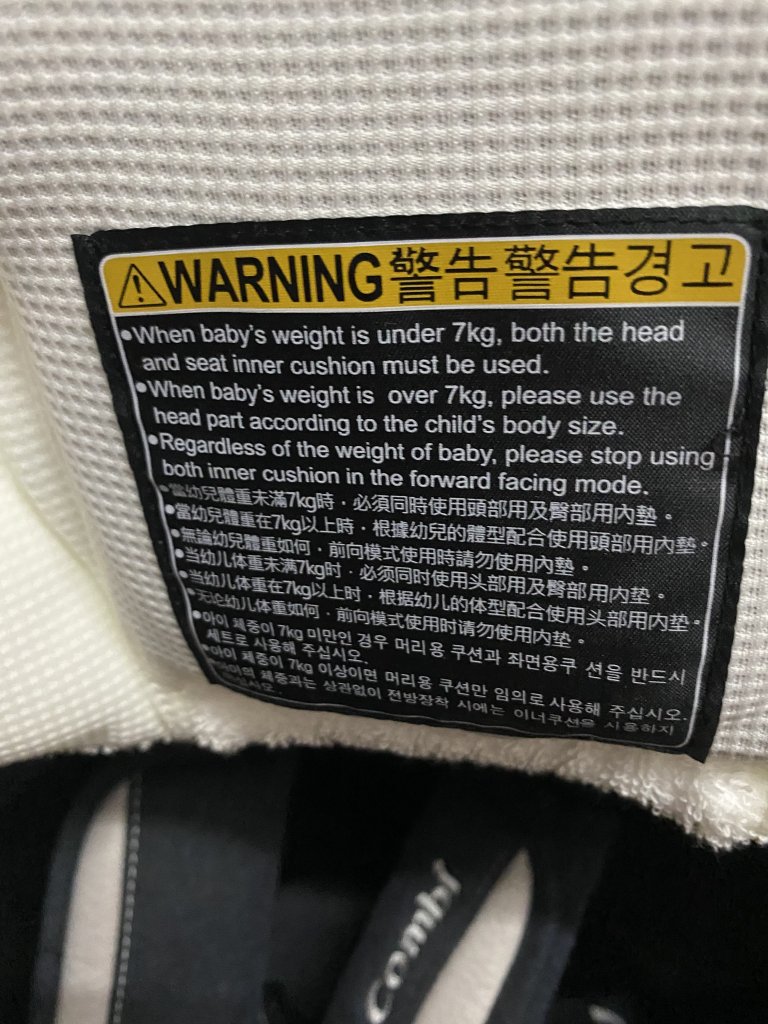 WARNING警告警告경고
•When baby's weight is under 7kg, both the head
and seat inner cushion must be used.
•When baby's weight is over 7kg, please use the
head part according to the child's body size.
•Regardless of the weight of baby, please stop using
both inner cushion in the forward facing mode.
•當幼兒體重未滿7kg時，必須同時使用頭部用及臀部用內墊。
•當幼兒體重在7kg以上時，根據幼兒的體型配合使用頭部用內墊。
•無論幼兒體重如何，前向模式使用時請勿使用內墊。
•当幼儿体重未满7kg时，必须同时使用头部用及臀部用内垫。
•当幼儿体重在7kg以上时，根据幼儿的体型配合使用头部用内垫。
•无论幼儿体重如何，前向模式使用时请勿使用内垫。
•아이 체중이 7kg 미만인 경우 머리용 쿠션과 좌면용쿠 션을 반드시
세트로 사용해 주십시오.
•아이 체중이 7kg 이상이면 머리용 쿠션만 임의로 사용해 주십시오.
•아이의 체중과는 상관없이 전방장착 시에는 이너쿠션을 사용하지
combi